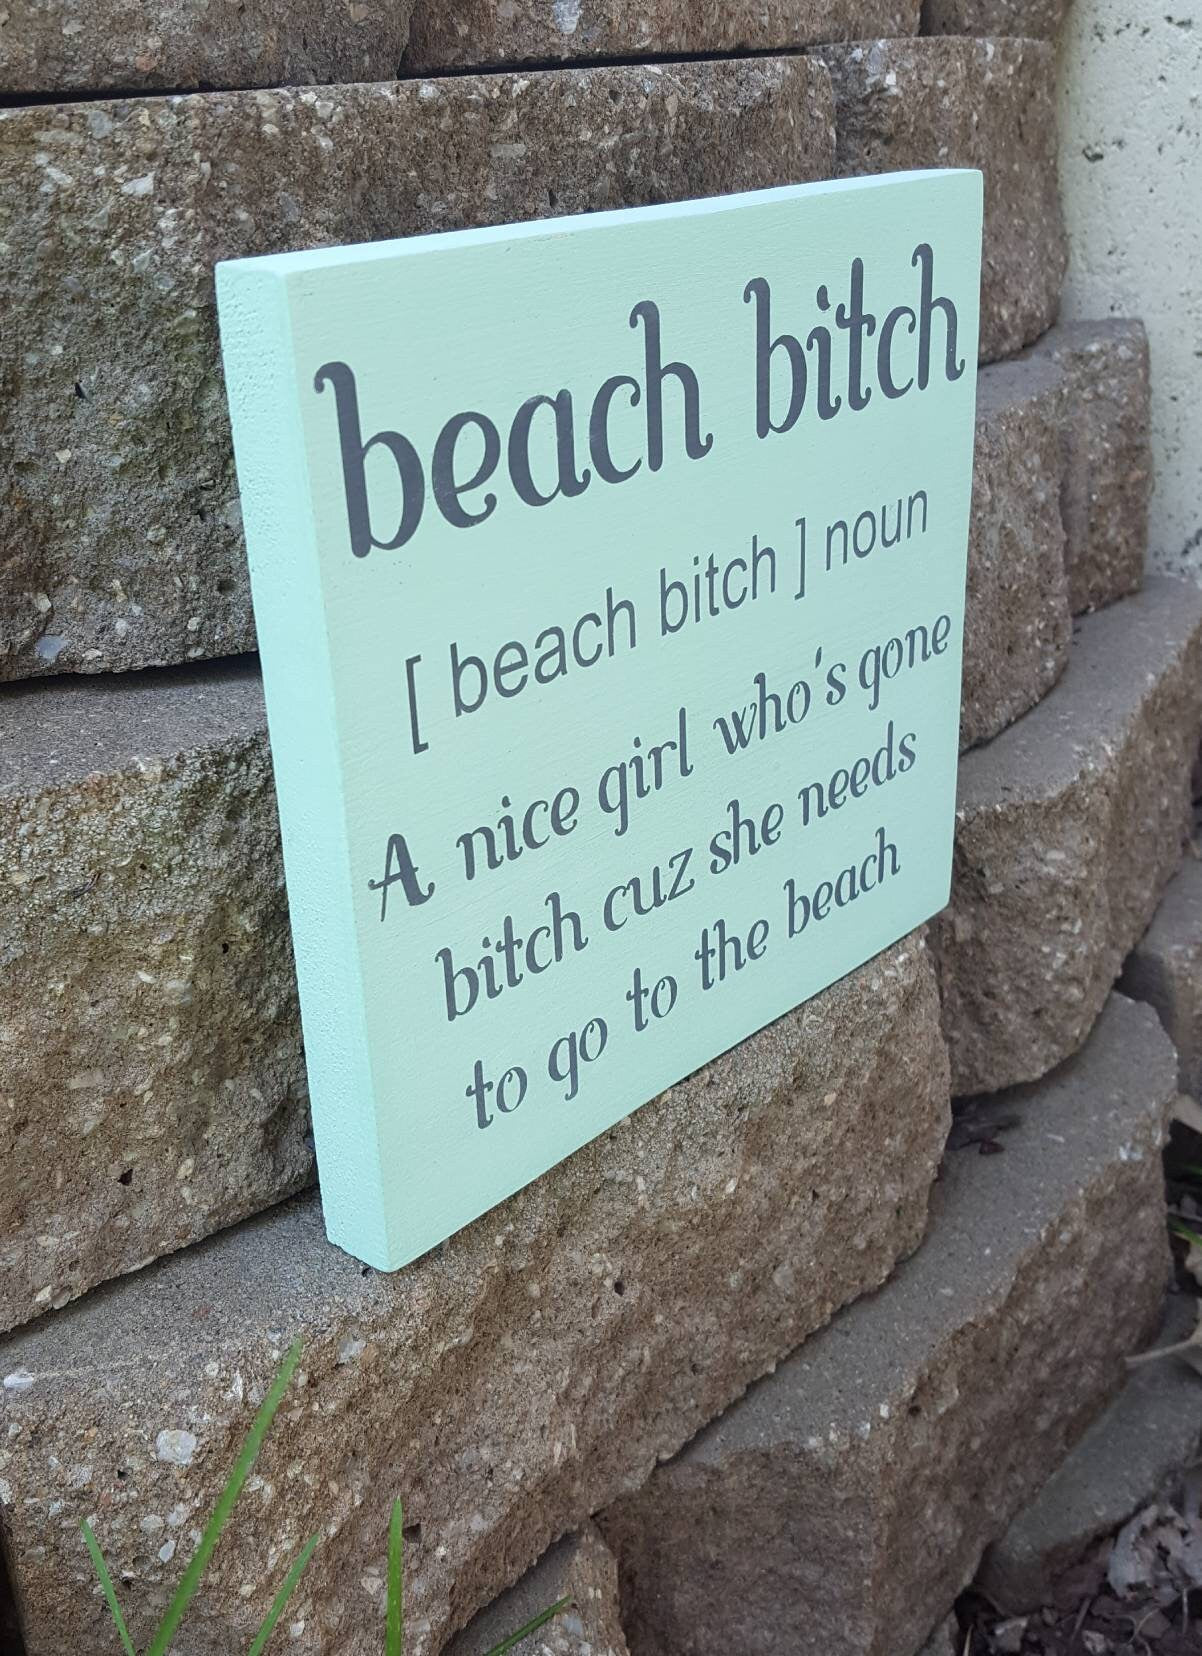 beach bitch
[ beach bitch ] noun
A nice girl who's gone
bitch cuz she needs
to go to the beach